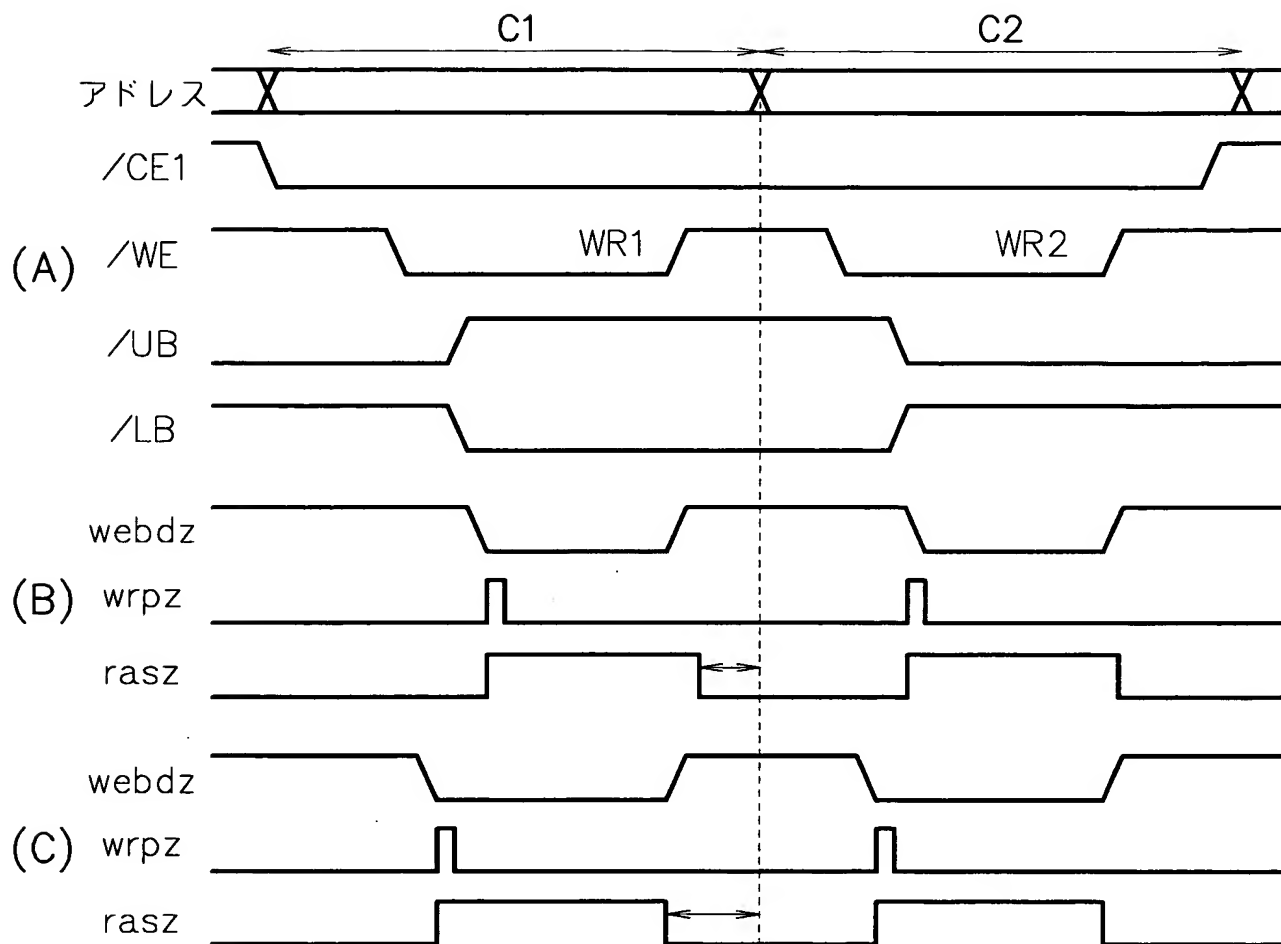 C1 C2
アドレス
/CE1
(A) /WE WR1 WR2
/UB
/LB
webdz
(B) wrpz
rasz
webdz
(C) wrpz
rasz